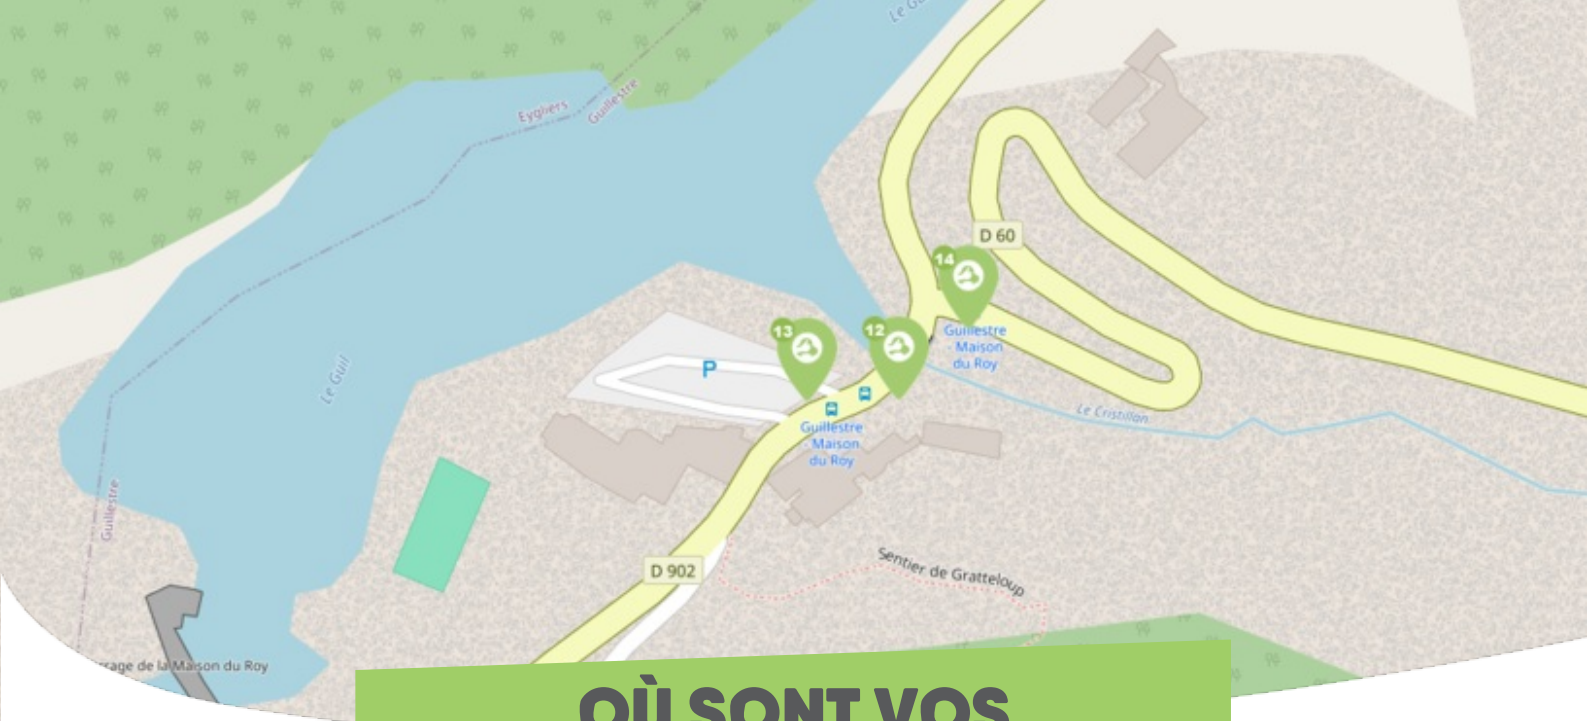 Le Gu
Eygliers
Guillestre
D 60
14
13
12
Guillestre
- Maison
du Roy
P
Le Guil
Le Cristillan
Guillestre
- Maison
du Roy
Guillestre
Sentier de Gratteloup
D 902
rage de la Maison du Roy
OÙ SONT VOS